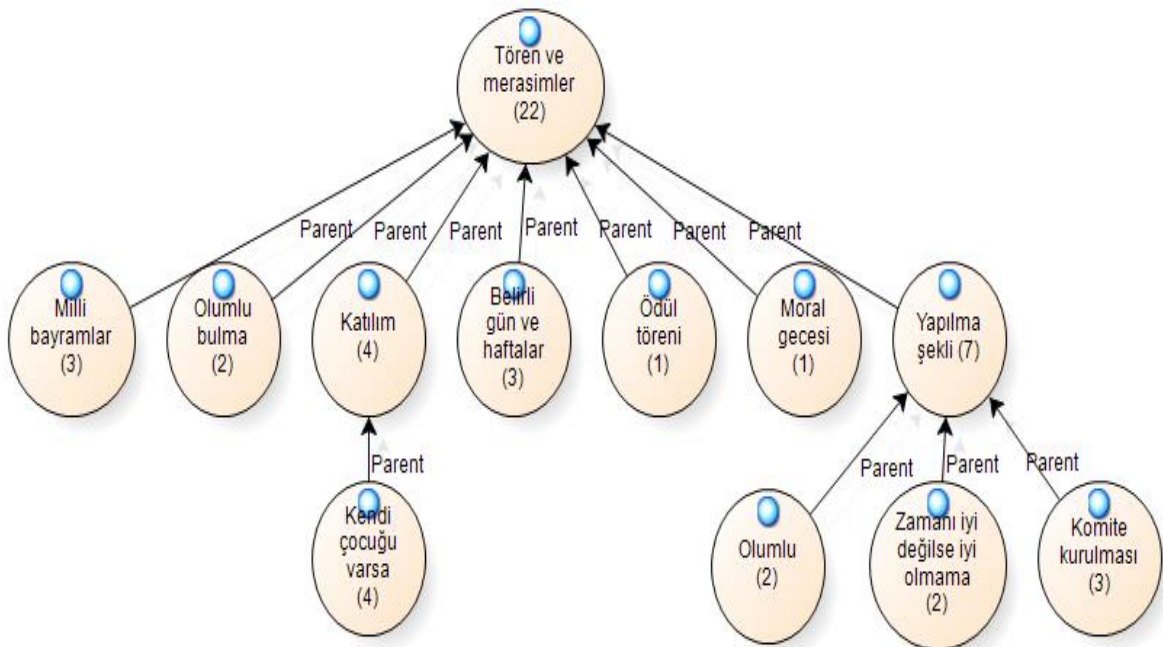 Tören ve
merasimler
(22)
Parent
Parent
Parent
Parent
Parent
Parent
Parent
Milli
bayramlar
(3)
Olumlu
bulma
(2)
Katılım
(4)
Belirli
gün ve
haftalar
(3)
Ödül
töreni
(1)
Moral
gecesi
(1)
Yapılma
şekli (7)
Parent
Parent
Parent
Parent
Kendi
çocuğu
varsa
(4)
Olumlu
(2)
Zamanı iyi
değilse iyi
olmama
(2)
Komite
kurulması
(3)